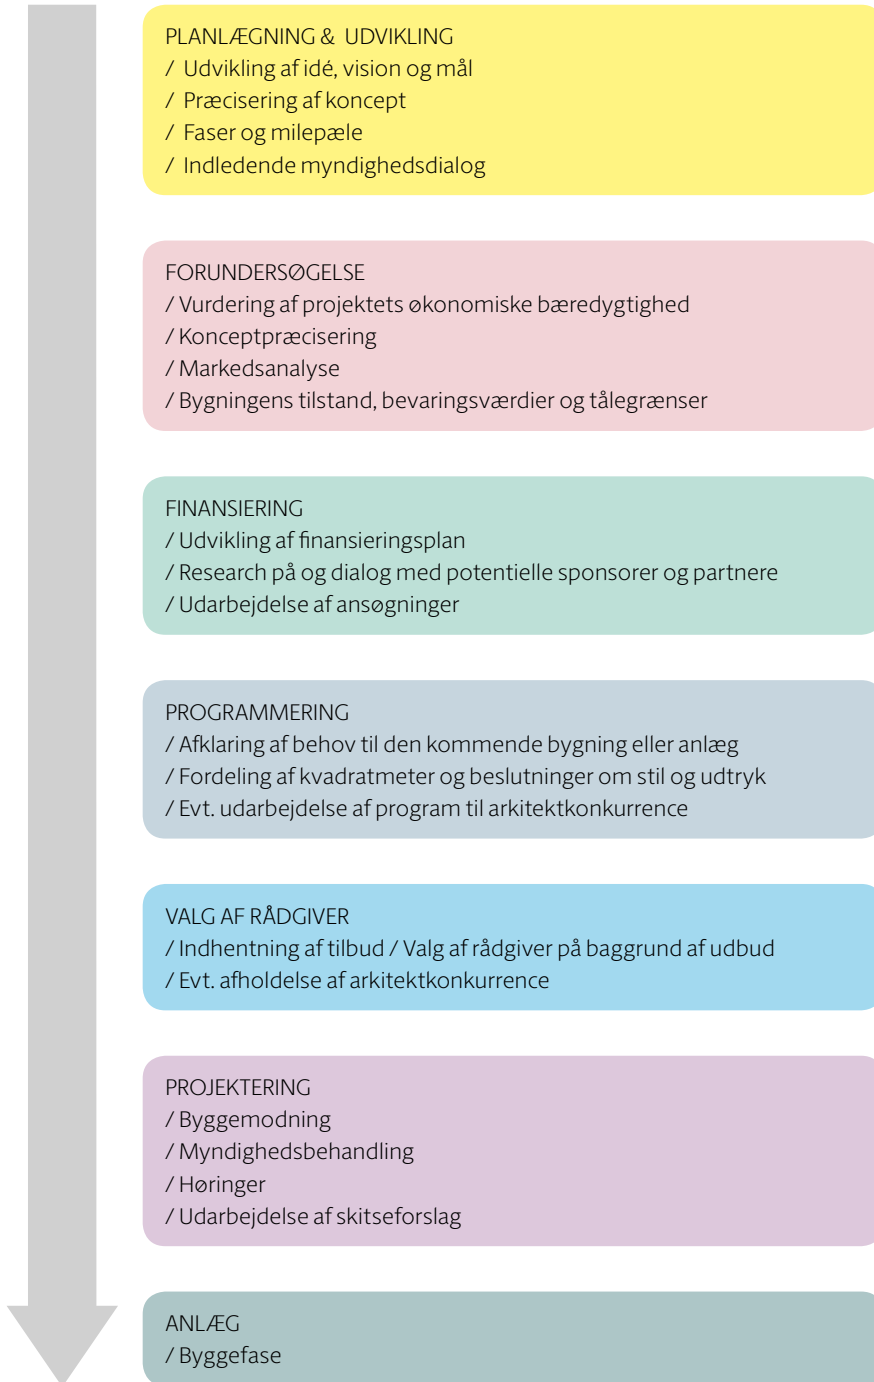 PLANLÆGNING & UDVIKLING
/ Udvikling af idé, vision og mål
/ Præcisering af koncept
/ Faser og milepæle
/ Indledende myndighedsdialog
FORUNDERSØGELSE
/ Vurdering af projektets økonomiske bæredygtighed
/ Konceptpræcisering
/ Markedsanalyse
/ Bygningens tilstand, bevaringsværdier og tålegrænser
FINANSIERING
/ Udvikling af finansieringsplan
/ Research på og dialog med potentielle sponsorer og partnere
/ Udarbejdelse af ansøgninger
PROGRAMMERING
/ Afklaring af behov til den kommende bygning eller anlæg
/ Fordeling af kvadratmeter og beslutninger om stil og udtryk
/ Evt. udarbejdelse af program til arkitektkonkurrence
VALG AF RÅDGIVER
/ Indhentning af tilbud / Valg af rådgiver på baggrund af udbud
/ Evt. afholdelse af arkitektkonkurrence
PROJEKTERING
/ Byggemodning
/ Myndighedsbehandling
/ Høringer
/ Udarbejdelse af skitseforslag
ANLÆG
/ Byggefase